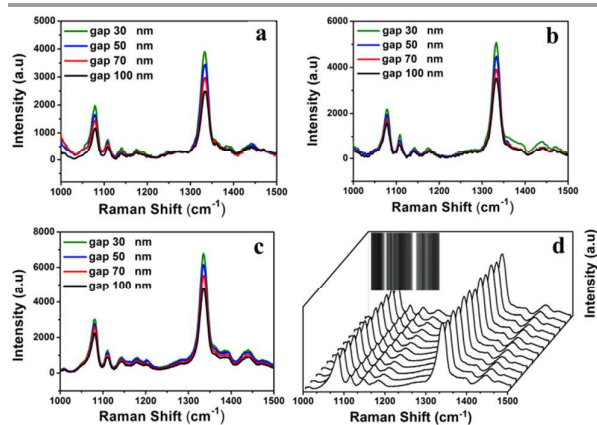 a
5000
4000
3000
2000
1000
0
gap 30 nm
gap 50 nm
gap 70 nm
gap 100 nm
Intensity (a.u)
1000 1100 1200 1300 1400 1500
Raman Shift (cm-1)
b
6000
4000
2000
0
gap 30 nm
gap 50 nm
gap 70 nm
gap 100 nm
Intensity (a.u)
1000 1100 1200 1300 1400 1500
Raman Shift (cm-1)
c
8000
6000
4000
2000
0
gap 30 nm
gap 50 nm
gap 70 nm
gap 100 nm
Intensity (a.u)
1000 1100 1200 1300 1400 1500
Raman Shift (cm-1)
d
Intensity (a.u)
1000 1100 1200 1300 1400 1500
Raman Shift (cm-1)